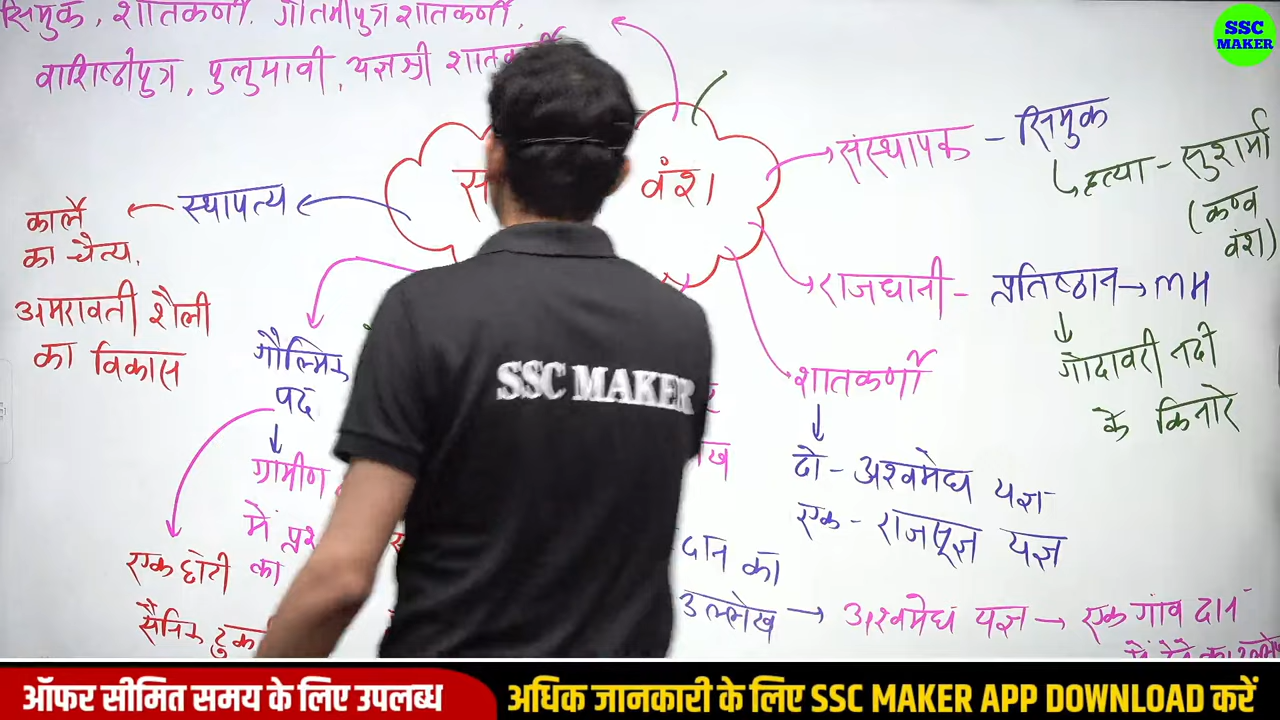 सिमुक, शातकर्णी, गौतमीपुत्र शातकर्णी,
वाशिष्ठीपुत्र, पुलुमावी, यज्ञश्री
SSC
MAKER
वंश
संस्थापक - सिमुक
हत्या - सुशर्मा
(कण्व
वंश)
स्थापत्य
कार्ले
का चैत्य,
अमरावती शैली
का विकास
राजधानी - प्रतिष्ठान → MH
गोदावरी नदी
के किनारे
पद
ग्रामीण
में
एक छोटी
का
सैनिक
शातकर्णी
दो - अश्वमेघ यज्ञ
एक - राजसूज्ञ यज्ञ
दान का
उल्लेख → अश्वमेघ यज्ञ → एक गांव दान
SSC MAKER
ऑफर सीमित समय के लिए उपलब्ध
अधिक जानकारी के लिए SSC MAKER APP DOWNLOAD करें